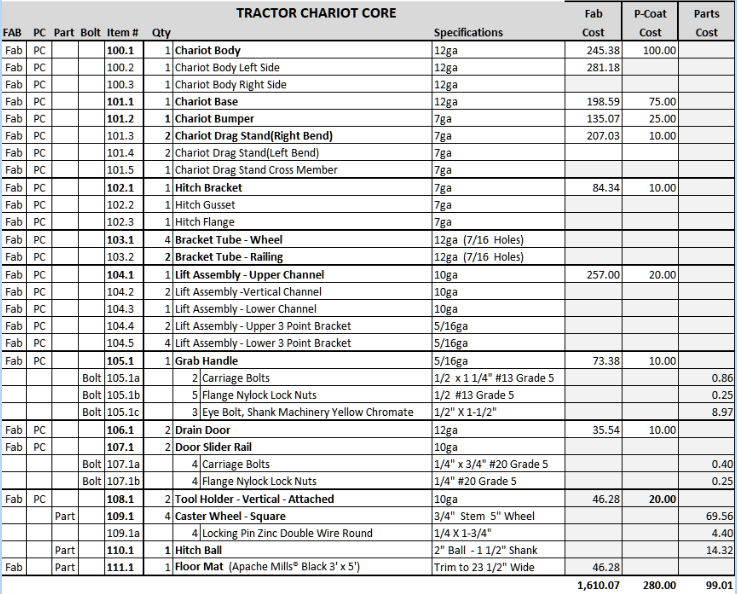 TRACTOR CHARIOT CORE Fab P-Coat Parts
FAB PC Part Bolt Item # Qty Specifications Cost Cost Cost
Fab PC 100.1 1 Chariot Body 12ga 245.38 100.00
Fab PC 100.2 1 Chariot Body Left Side 12ga 281.18
Fab PC 100.3 1 Chariot Body Right Side 12ga
Fab PC 101.1 1 Chariot Base 12ga 198.59 75.00
Fab PC 101.2 1 Chariot Bumper 7ga 135.07 25.00
Fab PC 101.3 2 Chariot Drag Stand(Right Bend) 7ga 207.03 10.00
Fab PC 101.4 2 Chariot Drag Stand(Left Bend) 7ga
Fab PC 101.5 1 Chariot Drag Stand Cross Member 7ga
Fab PC 102.1 1 Hitch Bracket 7ga 84.34 10.00
Fab PC 102.2 1 Hitch Gusset 7ga
Fab PC 102.3 1 Hitch Flange 7ga
Fab PC 103.1 4 Bracket Tube - Wheel 12ga (7/16 Holes)
Fab PC 103.2 2 Bracket Tube - Railing 12ga (7/16 Holes)
Fab PC 104.1 1 Lift Assembly - Upper Channel 10ga 257.00 20.00
Fab PC 104.2 2 Lift Assembly -Vertical Channel 10ga
Fab PC 104.3 1 Lift Assembly - Lower Channel 10ga
Fab PC 104.4 2 Lift Assembly - Upper 3 Point Bracket 5/16ga
Fab PC 104.5 4 Lift Assembly - Lower 3 Point Bracket 5/16ga
Fab PC 105.1 1 Grab Handle 5/16ga 73.38 10.00
Bolt 105.1a 2 Carriage Bolts 1/2 x 1 1/4" #13 Grade 5 0.86
Bolt 105.1b 5 Flange Nylock Lock Nuts 1/2 #13 Grade 5 0.25
Bolt 105.1c 3 Eye Bolt, Shank Machinery Yellow Chromate 1/2" X 1-1/2" 8.97
Fab PC 106.1 2 Drain Door 12ga 35.54 10.00
Fab PC 107.1 2 Door Slider Rail 10ga
Bolt 107.1a 4 Carriage Bolts 1/4" x 3/4" #20 Grade 5 0.40
Bolt 107.1b 4 Flange Nylock Lock Nuts 1/4" #20 Grade 5 0.25
Fab PC 108.1 2 Tool Holder - Vertical - Attached 10ga 46.28 20.00
Part 109.1 4 Caster Wheel - Square 3/4" Stem 5" Wheel 69.56
109.1a 4 Locking Pin Zinc Double Wire Round 1/4 X 1-3/4" 4.40
Part 110.1 1 Hitch Ball 2" Ball - 1 1/2" Shank 14.32
Fab Part 111.1 1 Floor Mat (Apache Mills® Black 3' x 5') Trim to 23 1/2" Wide 46.28
1,610.07 280.00 99.01